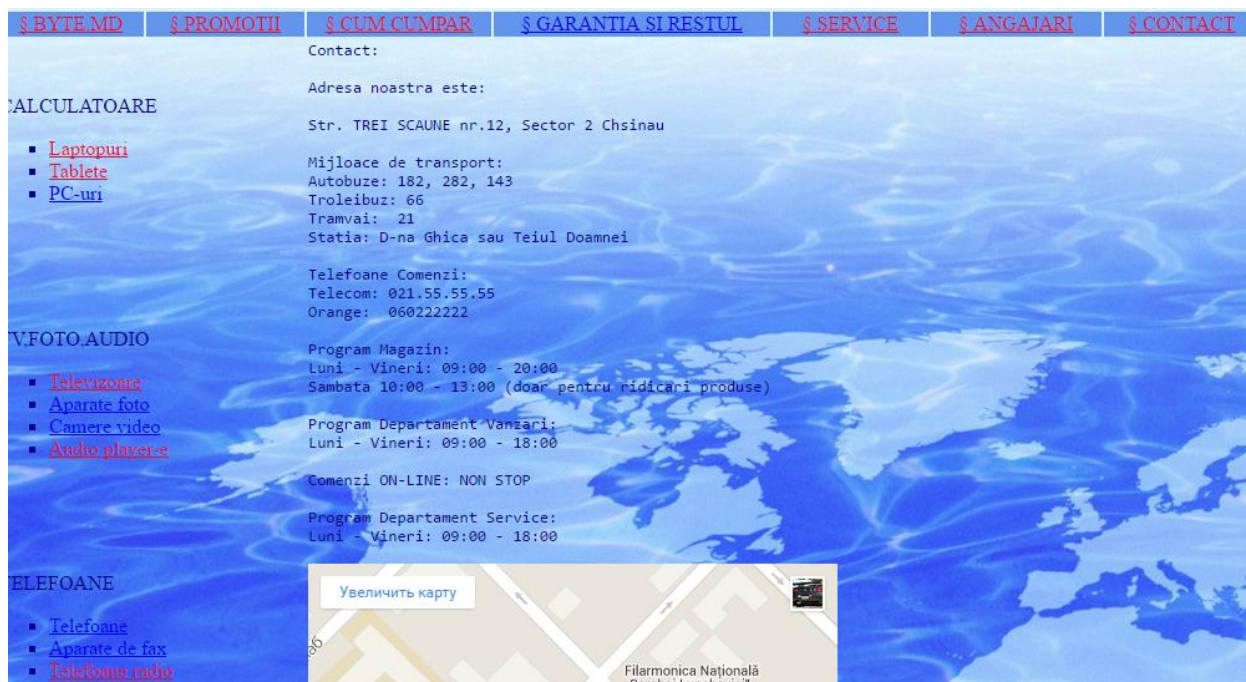 § BYTE.MD § PROMOTII § CUM CUMPAR § GARANTIA SI RESTUL § SERVICE § ANGAJARI § CONTACT
CALCULATOARE
Laptopuri
Tablete
PC-uri
TV,FOTO,AUDIO
Televizoare
Aparate foto
Camere video
Audio player-e
TELEFOANE
Telefoane
Aparate de fax
Telefoane radio
Contact:
Adresa noastra este:
Str. TREI SCAUNE nr.12, Sector 2 Chsinau
Mijloace de transport:
Autobuze: 182, 282, 143
Troleibuz: 66
Tramvai: 21
Statia: D-na Ghica sau Teiul Doamnei
Telefoane Comenzi:
Telecom: 021.55.55.55
Orange: 060222222
Program Magazin:
Luni - Vineri: 09:00 - 20:00
Sambata 10:00 - 13:00 (doar pentru ridicari produse)
Program Departament Vanzari:
Luni - Vineri: 09:00 - 18:00
Comenzi ON-LINE: NON STOP
Program Departament Service:
Luni - Vineri: 09:00 - 18:00
Увеличить карту
Filarmonica Națională